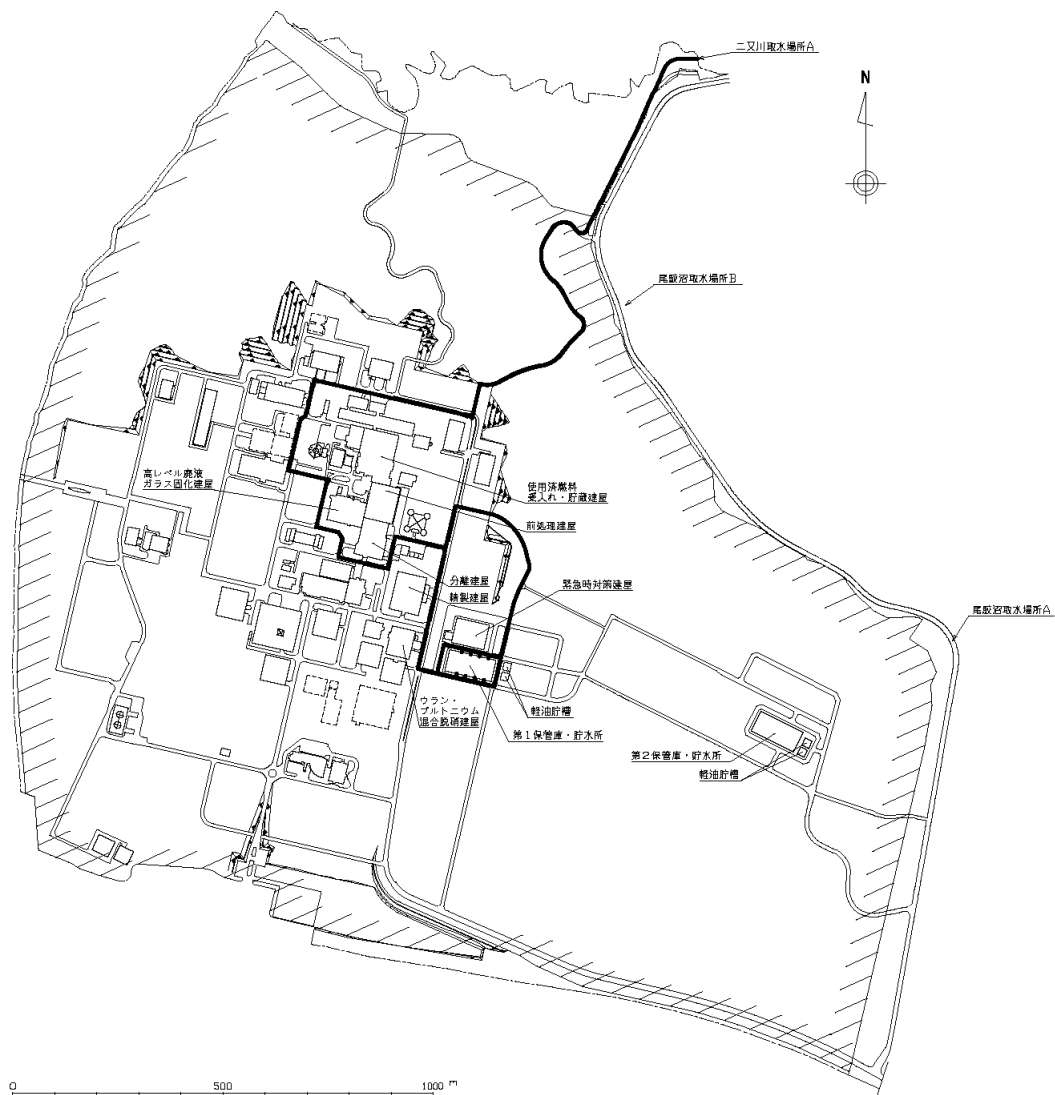 二又川取水場所A
N
尾駮沼取水場所B
高レベル廃液
ガラス固化建屋
使用済燃料
受入れ・貯蔵建屋
前処理建屋
分離建屋
精製建屋
緊急時対策建屋
尾駮沼取水場所A
ウラン・
プルトニウム
混合脱硝建屋
軽油貯槽
第1保管庫・貯水所
第2保管庫・貯水所
軽油貯槽
0 500 1000 m